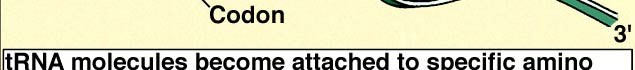 Codon
3'
tRNA molecules become attached to specific amino